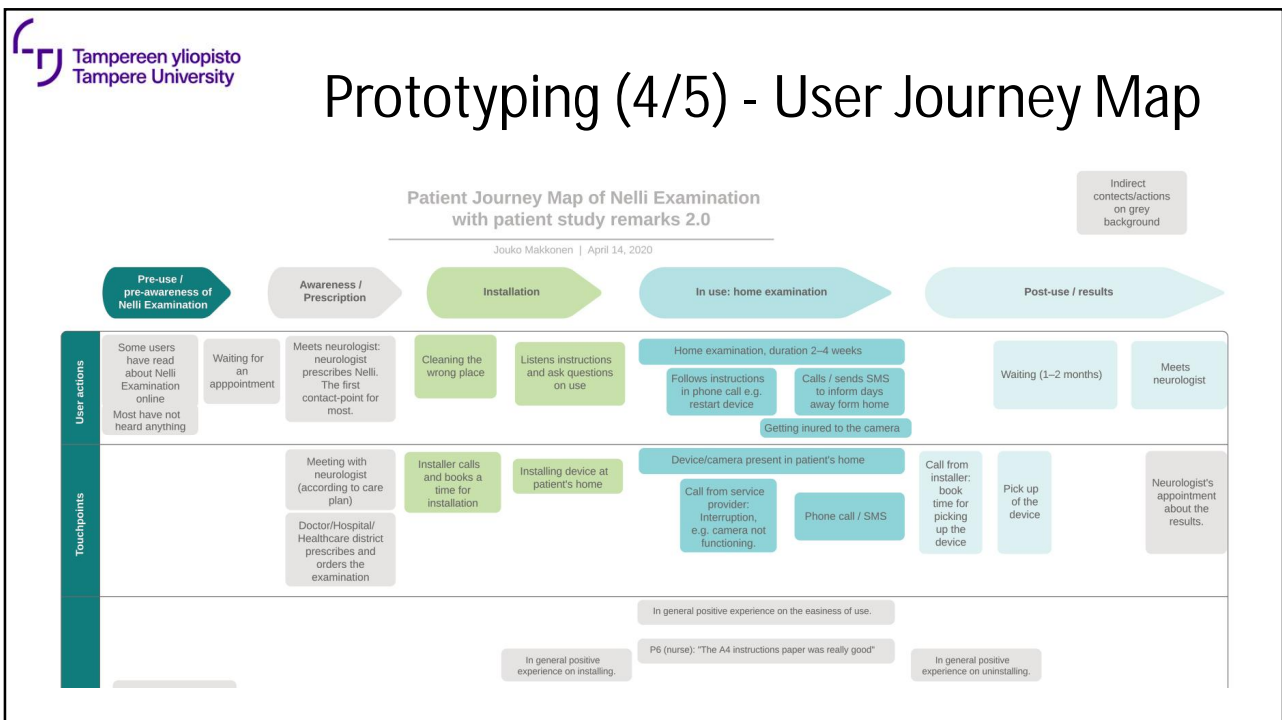 Tampereen yliopisto
Tampere University
Prototyping (4/5) - User Journey Map
Patient Journey Map of Nelli Examination
with patient study remarks 2.0
Jouko Makkonen | April 14, 2020
Indirect
contects/actions
on grey
background
Pre-use /
pre-awareness of
Nelli Examination
Awareness /
Prescription
Installation
In use: home examination
Post-use / results
User actions
Some users
have read
about Nelli
Examination
online
Most have not
heard anything
Waiting for
an
apppointment
Meets neurologist:
neurologist
prescribes Nelli.
The first
contact-point for
most.
Cleaning the
wrong place
Listens instructions
and ask questions
on use
Home examination, duration 2–4 weeks
Follows instructions
in phone call e.g.
restart device
Calls / sends SMS
to inform days
away form home
Getting inured to the camera
Waiting (1–2 months)
Meets
neurologist
Touchpoints
Meeting with
neurologist
(according to care
plan)
Doctor/Hospital/
Healthcare district
prescribes and
orders the
examination
Installer calls
and books a
time for
installation
Installing device at
patient's home
Device/camera present in patient's home
Call from service
provider:
Interruption,
e.g. camera not
functioning.
Phone call / SMS
Call from
installer:
book
time for
picking
up the
device
Pick up
of the
device
Neurologist's
appointment
about the
results.
In general positive experience on the easiness of use.
P6 (nurse): "The A4 instructions paper was really good"
In general positive
experience on installing.
In general positive
experience on uninstalling.